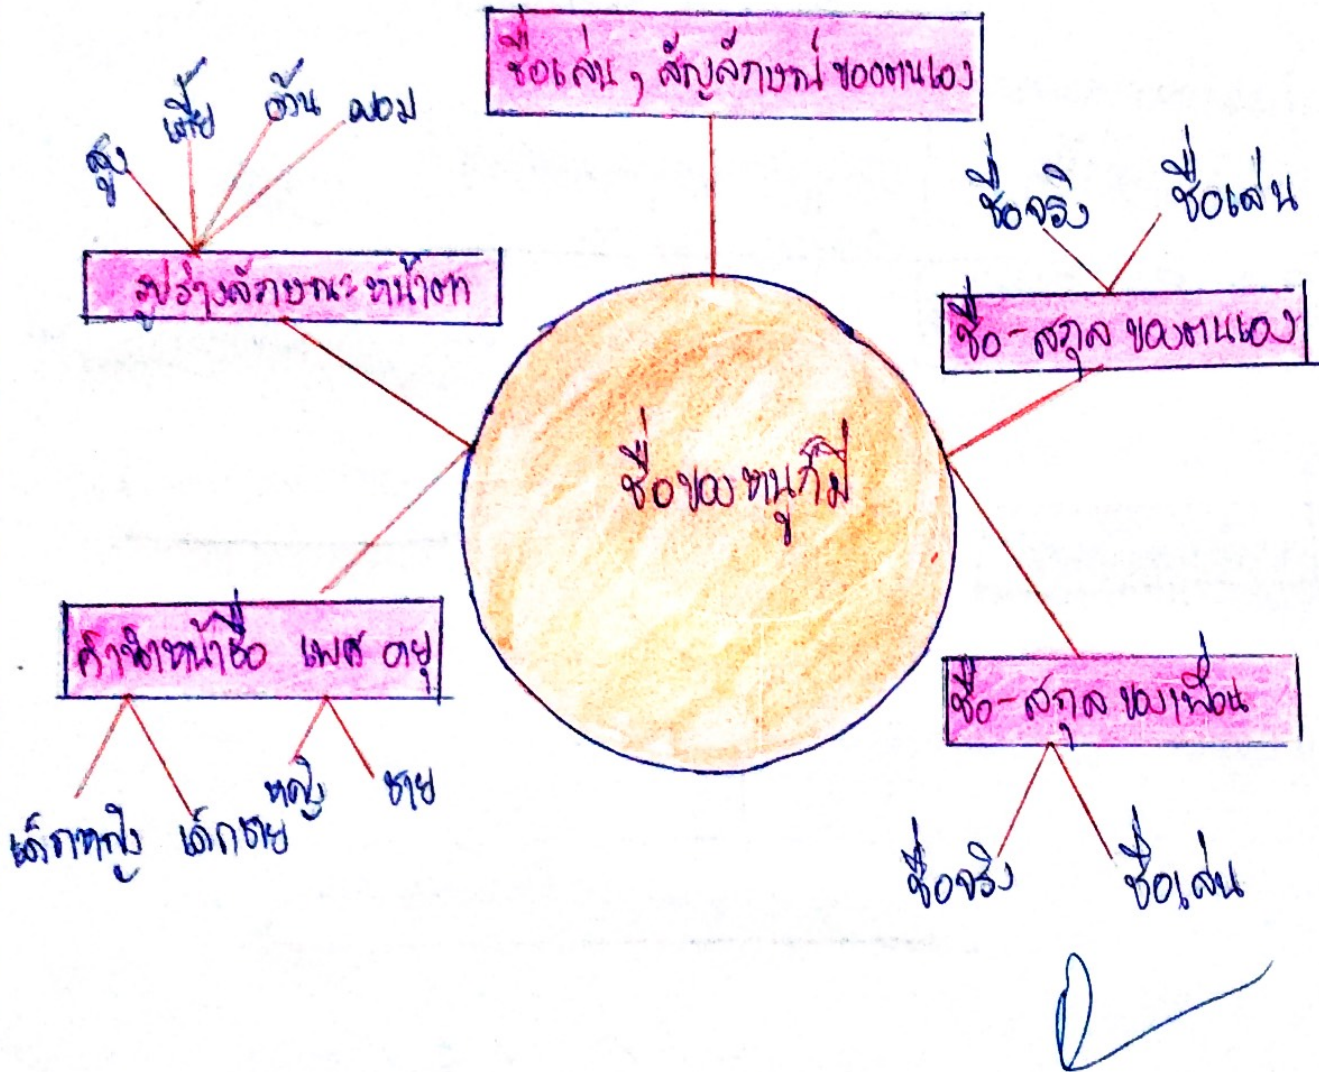 ชื่อเล่น, สัญลักษณ์ ของตนเอง
สูง เตี้ย อ้วน ผอม
รูปร่างลักษณะหน้าตา
ชื่อจริง ชื่อเล่น
ชื่อ-สกุล ของตนเอง
ชื่อของหนูก็มี
คำนำหน้าชื่อ เพศ อายุ
เด็กหญิง เด็กชาย หญิง ชาย
ชื่อ-สกุล ของเพื่อน
ชื่อจริง ชื่อเล่น